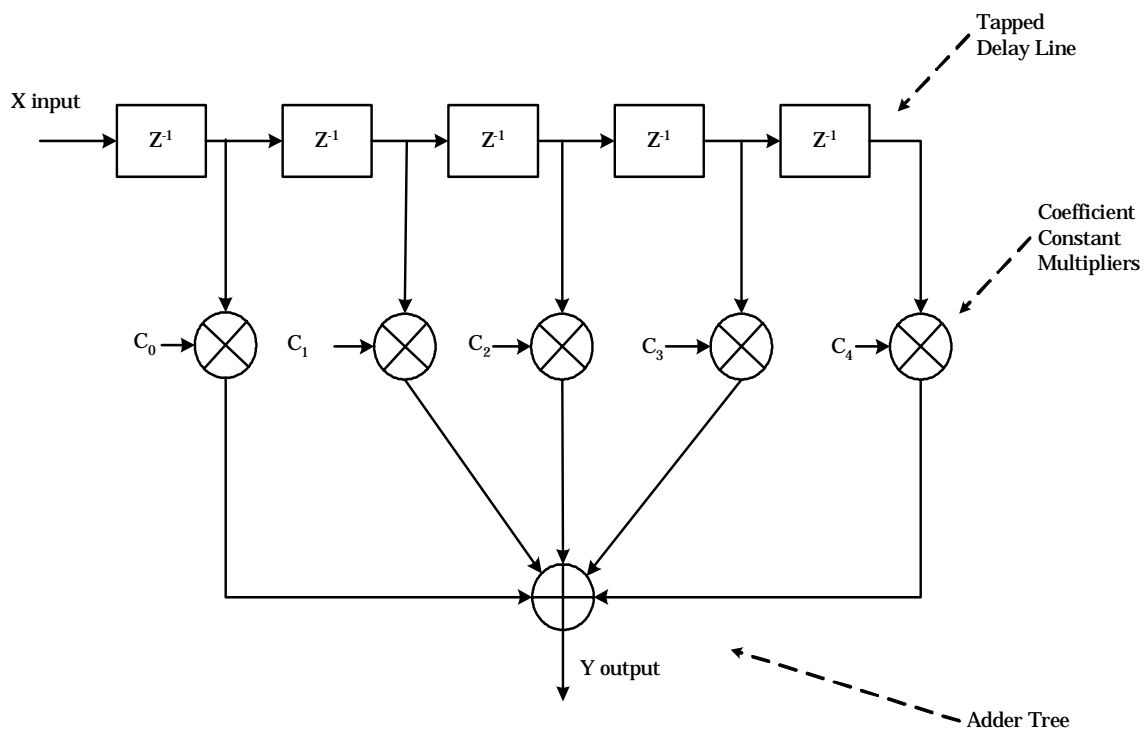 Tapped
Delay Line
X input
Z⁻¹
Z⁻¹
Z⁻¹
Z⁻¹
Z⁻¹
Coefficient
Constant
Multipliers
C₀
C₁
C₂
C₃
C₄
Y output
Adder Tree